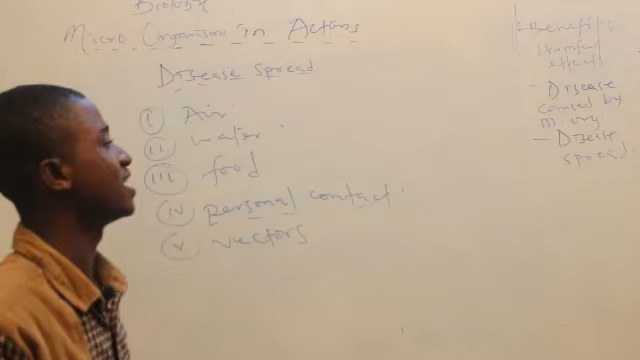 Biology
Micro Organism in Actions
Disease spread
i Air
ii water
iii food
iv personal contact
v vectors
- Benefits
- Harmful
effect
- Disease
caused by
M. org
- Disease
spread